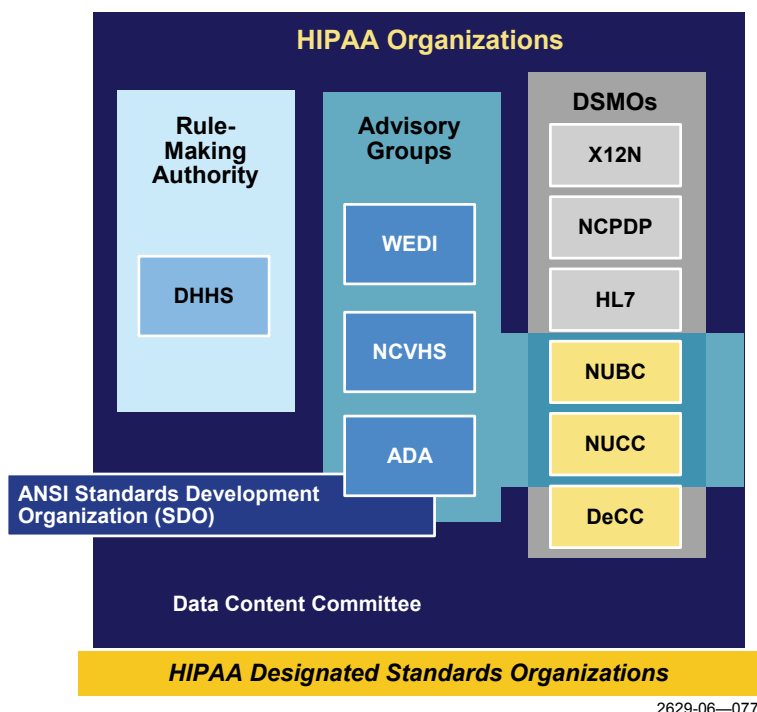 HIPAA Organizations
Rule-
Making
Authority
DHHS
Advisory
Groups
WEDI
NCVHS
ADA
DSMOs
X12N
NCPDP
HL7
NUBC
NUCC
DeCC
ANSI Standards Development
Organization (SDO)
Data Content Committee
HIPAA Designated Standards Organizations
2629-06—077